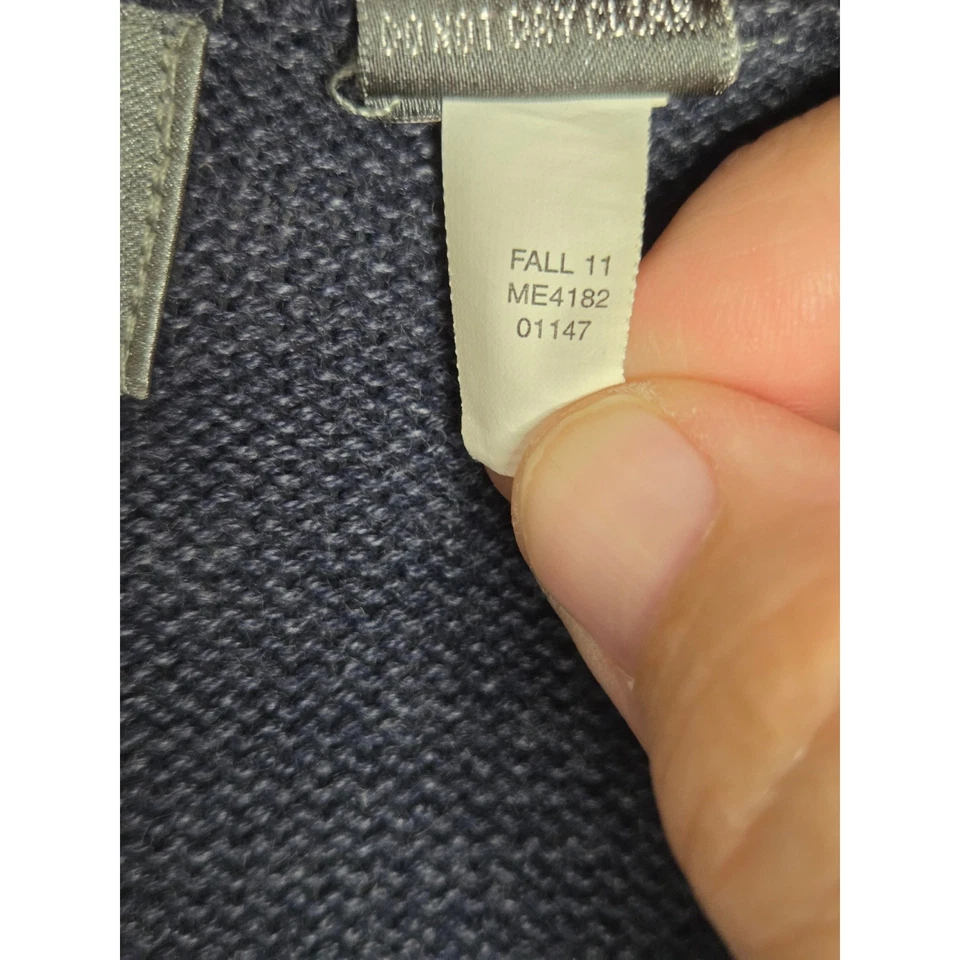 DO NOT DRY CLEAN
FALL 11
ME4182
01147